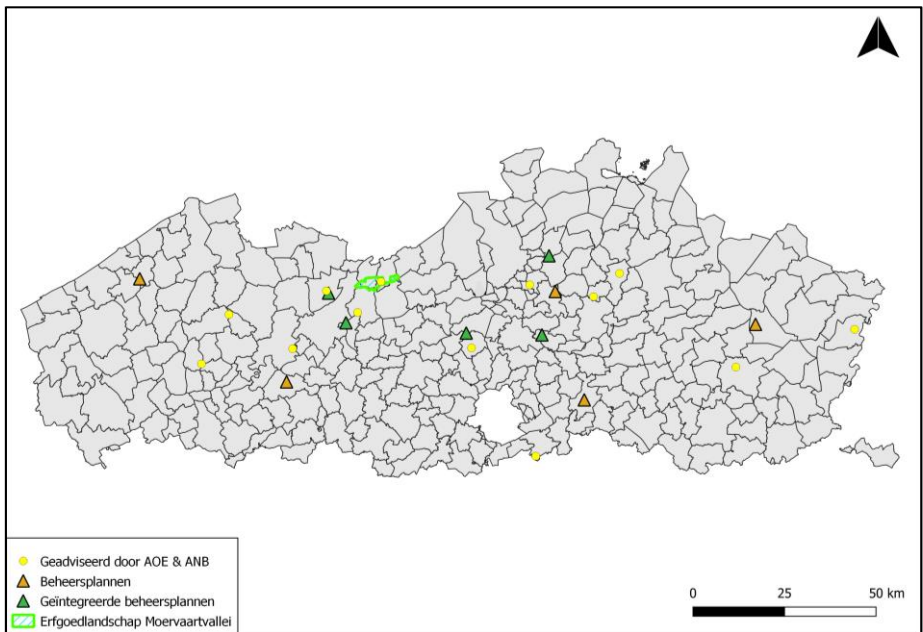 Geadviseerd door AOE & ANB
Beheersplannen
Geïntegreerde beheersplannen
Erfgoedlandschap Moervaartvallei
0 25 50 km